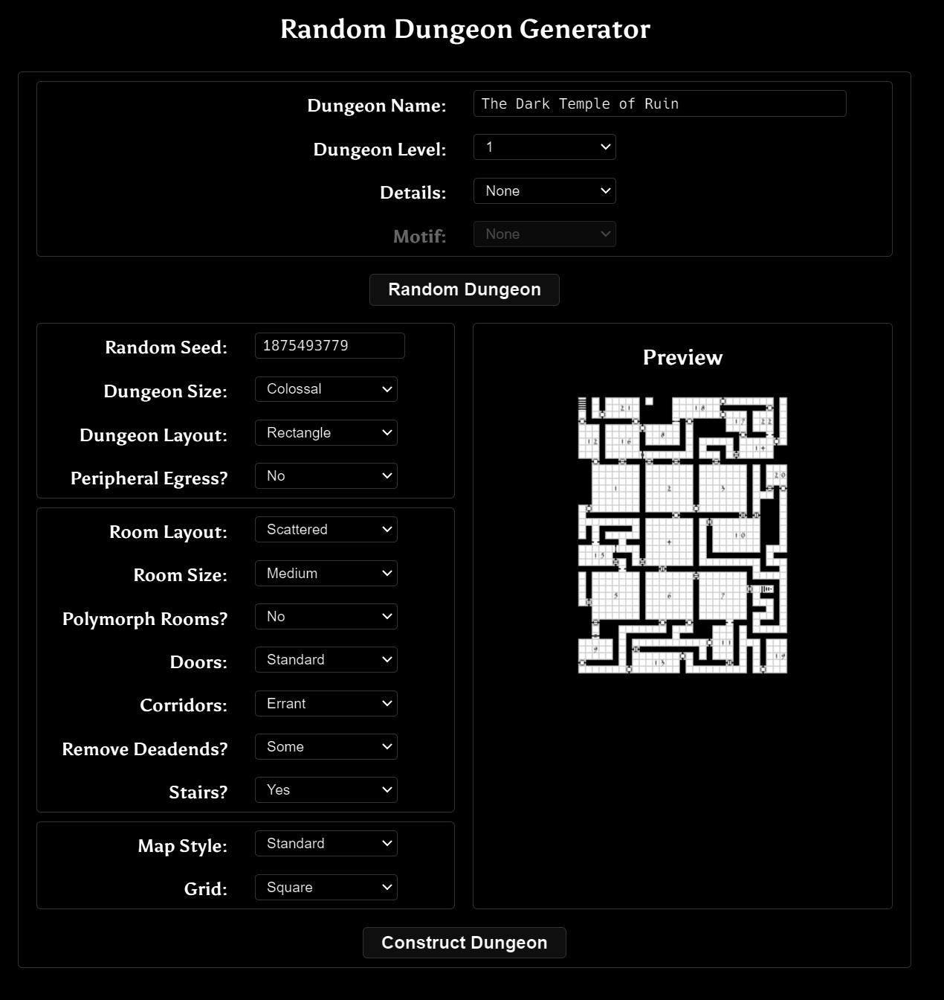 Random Dungeon Generator
Dungeon Name: The Dark Temple of Ruin
Dungeon Level: 1
Details: None
Motif: None
Random Dungeon
Random Seed: 1875493779
Dungeon Size: Colossal
Dungeon Layout: Rectangle
Peripheral Egress? No
Room Layout: Scattered
Room Size: Medium
Polymorph Rooms? No
Doors: Standard
Corridors: Errant
Remove Deadends? Some
Stairs? Yes
Map Style: Standard
Grid: Square
Preview
21 18
17 22
12 16 8
14
20
1 2 3
10
4
15
5 6 7
9 11
13 19
Construct Dungeon